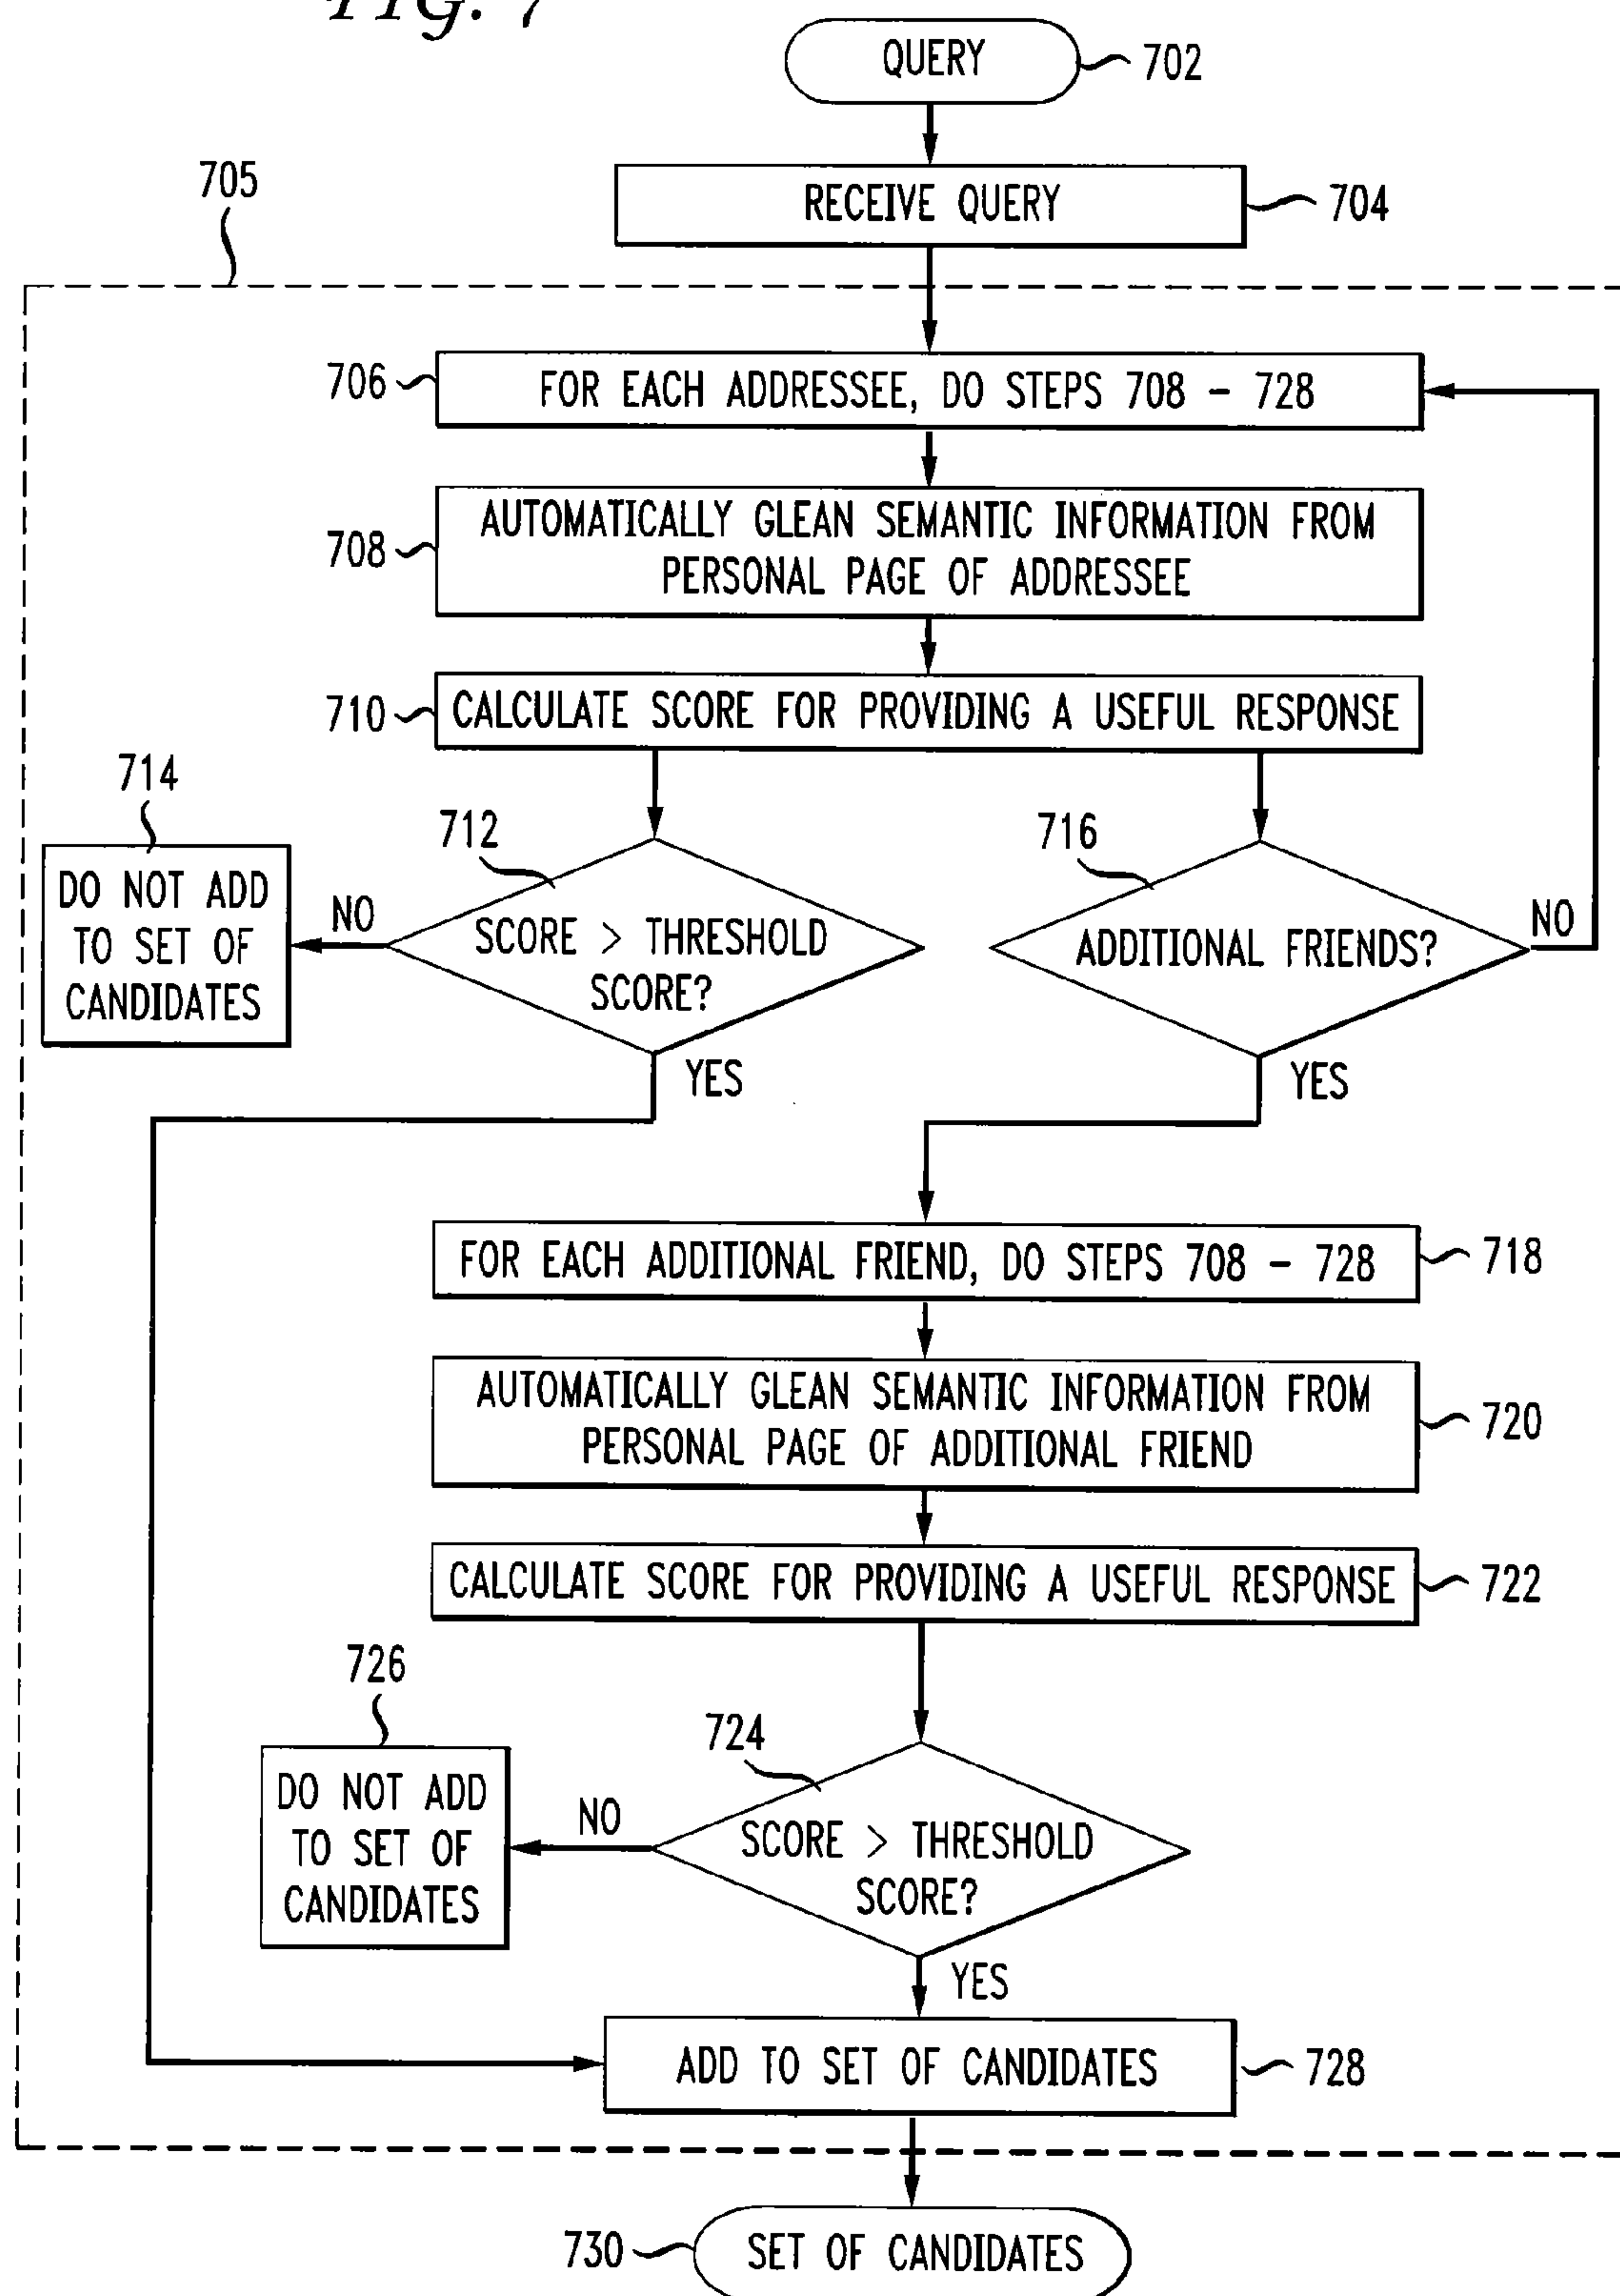 FIG. 7
QUERY
702
RECEIVE QUERY
704
705
706
FOR EACH ADDRESSEE, DO STEPS 708 - 728
708
AUTOMATICALLY GLEAN SEMANTIC INFORMATION FROM
PERSONAL PAGE OF ADDRESSEE
710
CALCULATE SCORE FOR PROVIDING A USEFUL RESPONSE
714
DO NOT ADD
TO SET OF
CANDIDATES
NO
712
SCORE > THRESHOLD
SCORE?
YES
716
ADDITIONAL FRIENDS?
NO
YES
FOR EACH ADDITIONAL FRIEND, DO STEPS 708 - 728
718
AUTOMATICALLY GLEAN SEMANTIC INFORMATION FROM
PERSONAL PAGE OF ADDITIONAL FRIEND
720
CALCULATE SCORE FOR PROVIDING A USEFUL RESPONSE
722
726
DO NOT ADD
TO SET OF
CANDIDATES
NO
724
SCORE > THRESHOLD
SCORE?
YES
ADD TO SET OF CANDIDATES
728
730
SET OF CANDIDATES